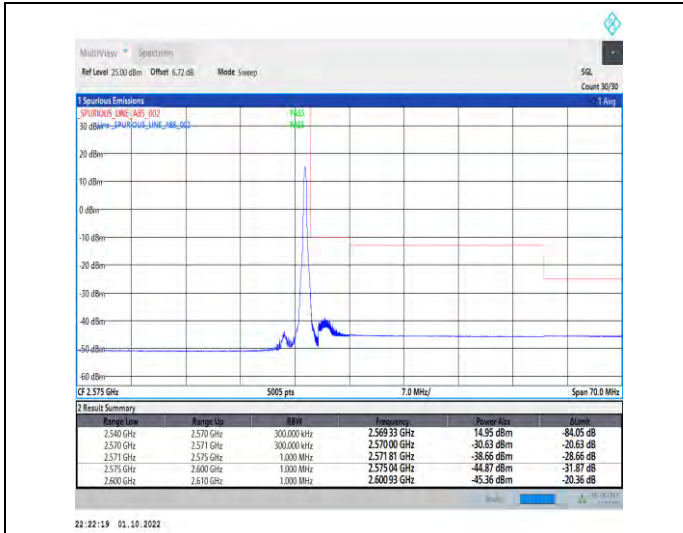 MultiView Spectrum
Ref Level 25.00 dBm Offset 6.72 dB Mode Sweep SGL
Count 30/30
1 Spurious Emissions 1 Avg
_SPURIOUS_LINE_ABS_002 PASS
30 dBm Line _SPURIOUS_LINE_ABS_002 PASS
20 dBm
10 dBm
0 dBm
-10 dBm
-20 dBm
-30 dBm
-40 dBm
-50 dBm
-60 dBm
CF 2.575 GHz 5005 pts 7.0 MHz/ Span 70.0 MHz
2 Result Summary
Range Low Range Up RBW Frequency Power Abs ΔLimit
2.540 GHz 2.570 GHz 300.000 kHz 2.569 33 GHz 14.95 dBm -84.05 dB
2.570 GHz 2.571 GHz 300.000 kHz 2.570 00 GHz -30.63 dBm -20.63 dB
2.571 GHz 2.575 GHz 1.000 MHz 2.571 81 GHz -38.66 dBm -28.66 dB
2.575 GHz 2.600 GHz 1.000 MHz 2.575 04 GHz -44.87 dBm -31.87 dB
2.600 GHz 2.610 GHz 1.000 MHz 2.600 93 GHz -45.36 dBm -20.36 dB
22:22:19 01.10.2022